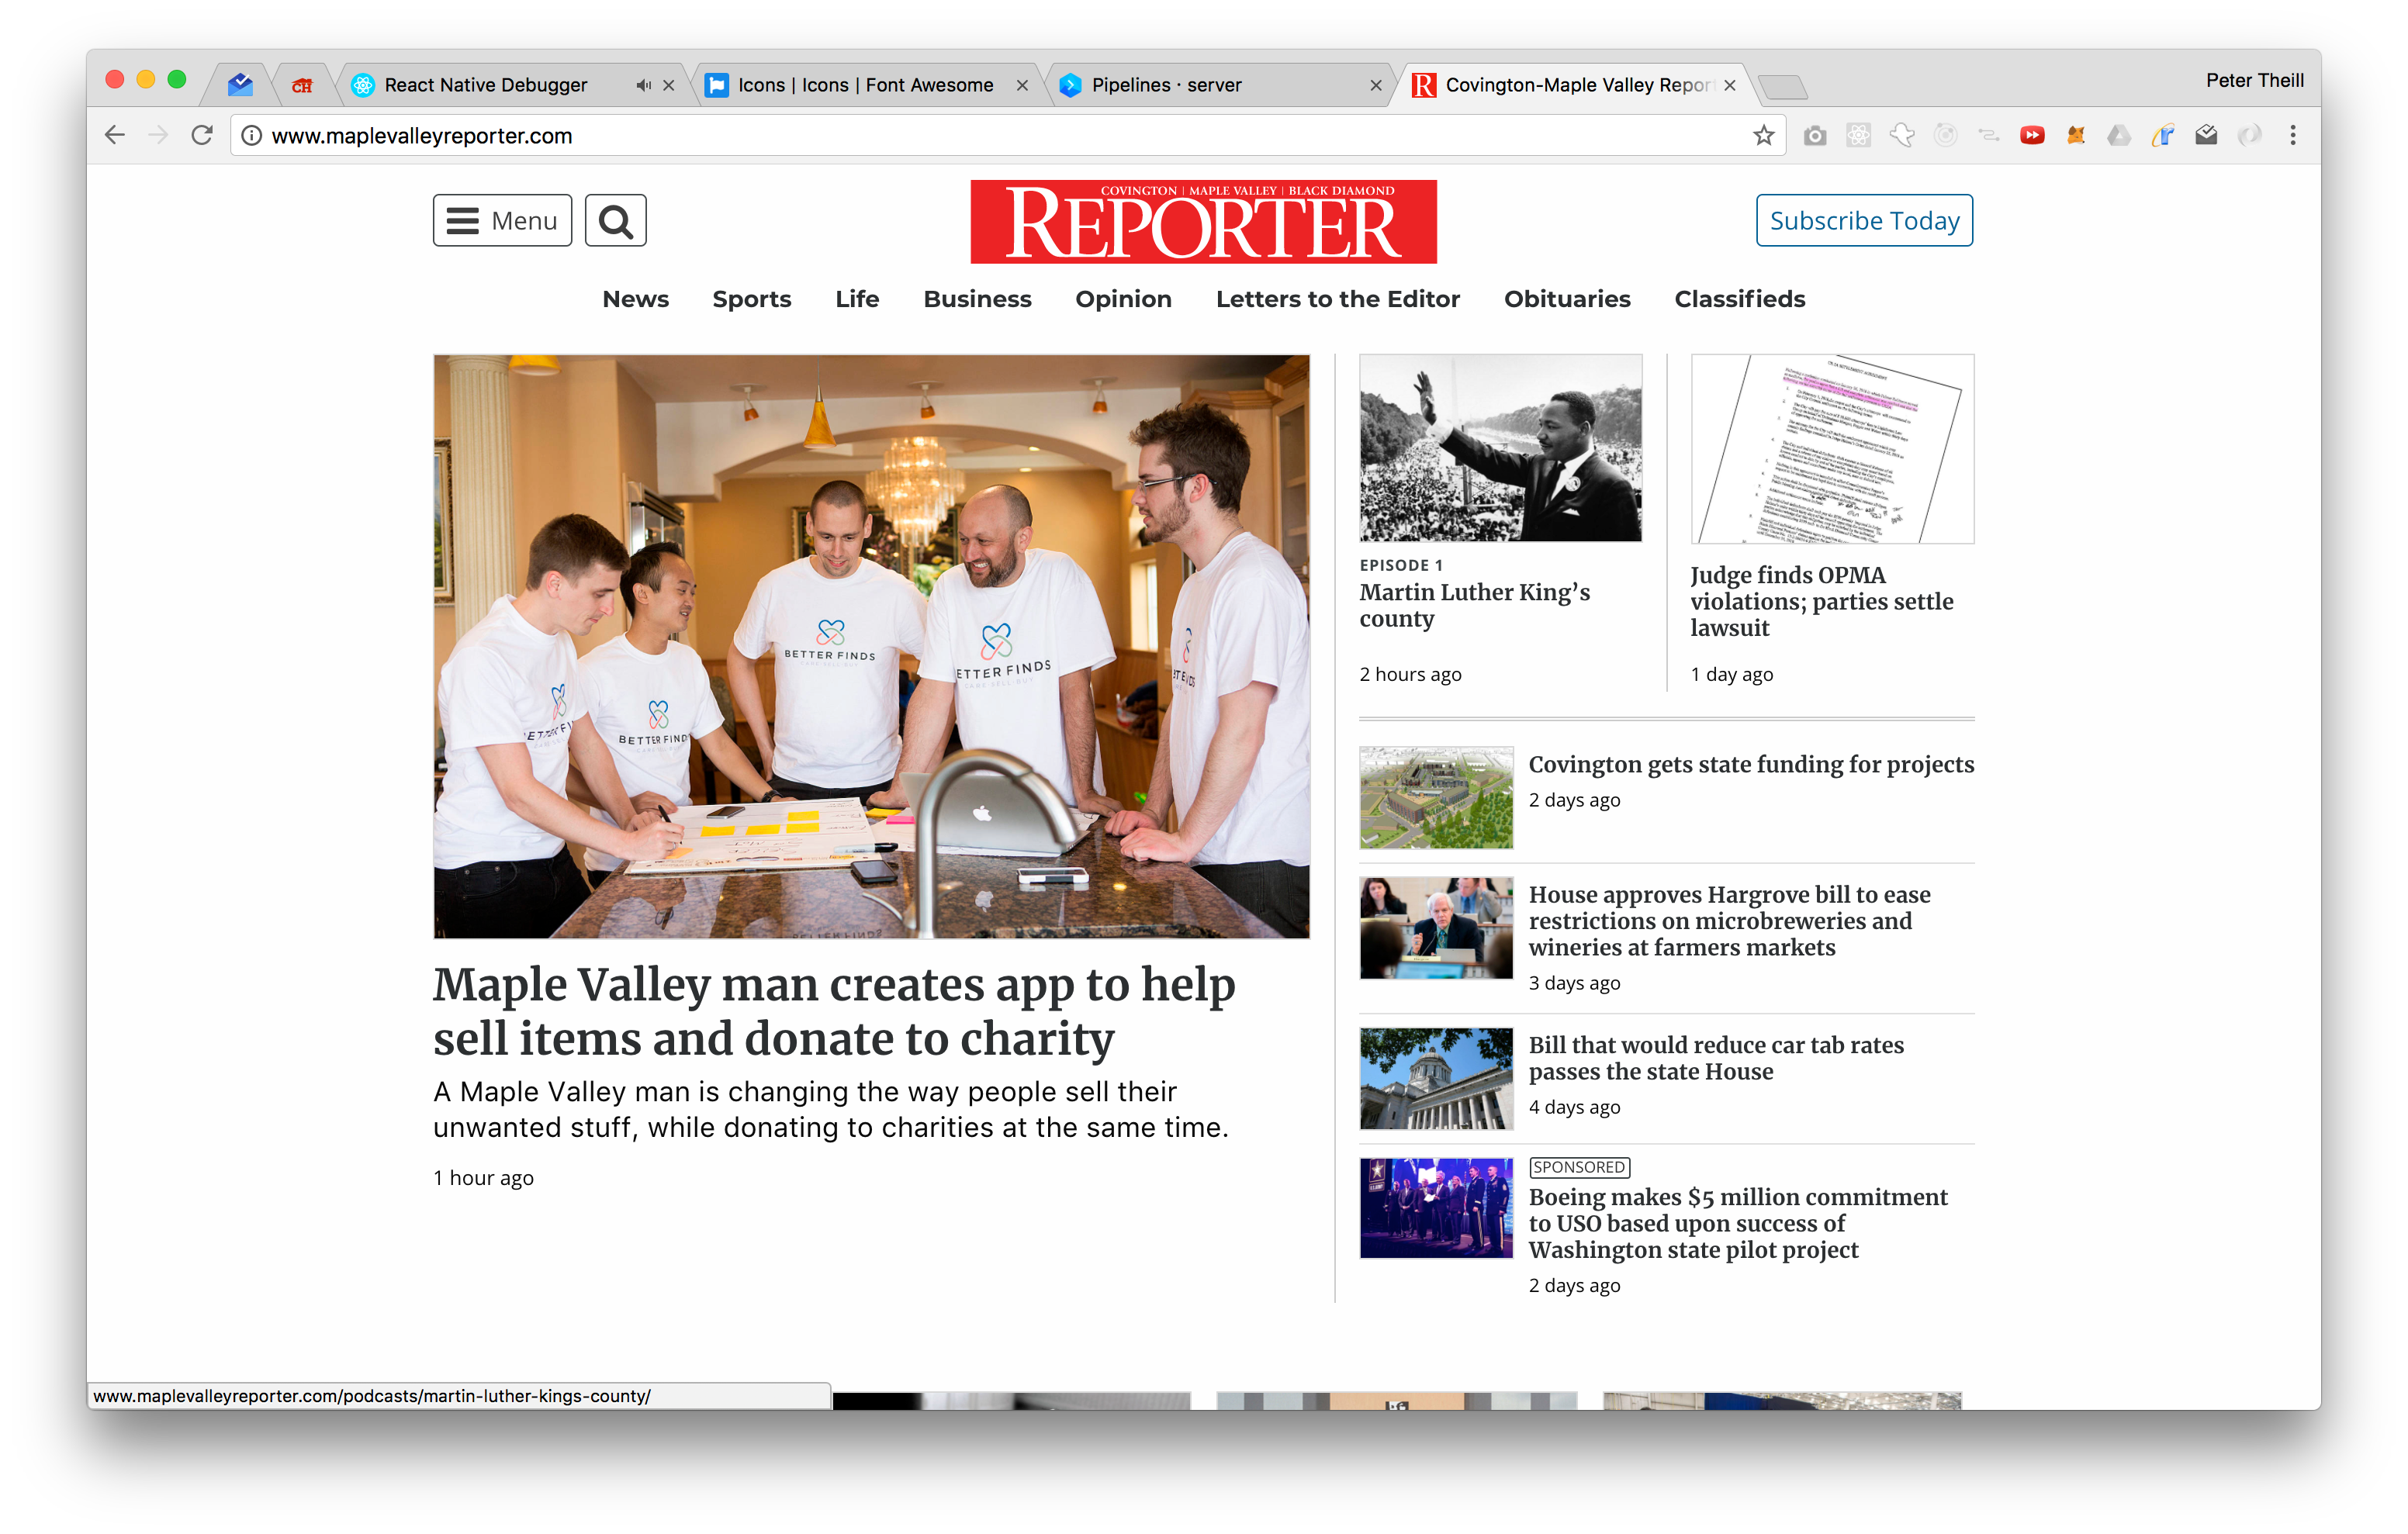 React Native Debugger
Icons | Icons | Font Awesome
Pipelines · server
Covington-Maple Valley Repor
Peter Theill
www.maplevalleyreporter.com
Menu
COVINGTON | MAPLE VALLEY | BLACK DIAMOND
REPORTER
Subscribe Today
News Sports Life Business Opinion Letters to the Editor Obituaries Classifieds
BETTER FINDS
ETTER FINDS
BETTER FIND
Maple Valley man creates app to help
sell items and donate to charity
A Maple Valley man is changing the way people sell their
unwanted stuff, while donating to charities at the same time.
1 hour ago
EPISODE 1
Martin Luther King’s
county
2 hours ago
Judge finds OPMA
violations; parties settle
lawsuit
1 day ago
Covington gets state funding for projects
2 days ago
House approves Hargrove bill to ease
restrictions on microbreweries and
wineries at farmers markets
3 days ago
Bill that would reduce car tab rates
passes the state House
4 days ago
SPONSORED
Boeing makes $5 million commitment
to USO based upon success of
Washington state pilot project
2 days ago
www.maplevalleyreporter.com/podcasts/martin-luther-kings-county/